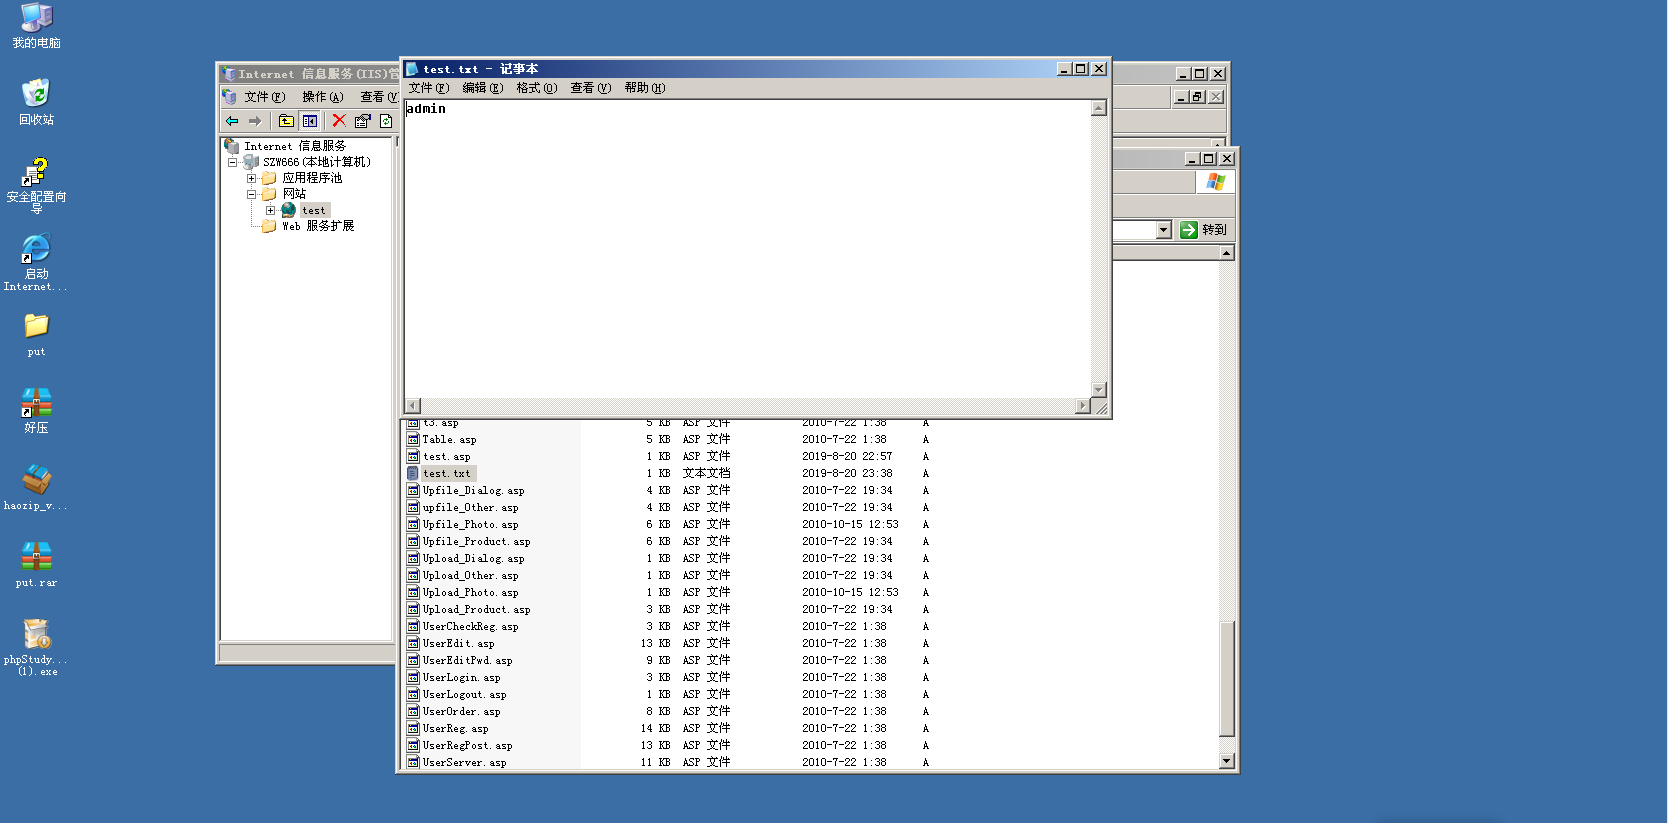 我的电脑
回收站
安全配置向
导
启动
Internet...
put
好压
haozip_v...
put.rar
phpStudy...
(1).exe
Internet 信息服务(IIS)管
文件(F) 操作(A) 查看(V
Internet 信息服务
SZW666(本地计算机)
应用程序池
网站
test
Web 服务扩展
test.txt - 记事本
文件(F) 编辑(E) 格式(O) 查看(V) 帮助(H)
admin
转到
t3.asp 5 KB ASP 文件 2010-7-22 1:38 A
Table.asp 5 KB ASP 文件 2010-7-22 1:38 A
test.asp 1 KB ASP 文件 2019-8-20 22:57 A
test.txt 1 KB 文本文档 2019-8-20 23:38 A
Upfile_Dialog.asp 4 KB ASP 文件 2010-7-22 19:34 A
upfile_Other.asp 4 KB ASP 文件 2010-7-22 19:34 A
Upfile_Photo.asp 6 KB ASP 文件 2010-10-15 12:53 A
Upfile_Product.asp 6 KB ASP 文件 2010-7-22 19:34 A
Upload_Dialog.asp 1 KB ASP 文件 2010-7-22 19:34 A
Upload_Other.asp 1 KB ASP 文件 2010-7-22 19:34 A
Upload_Photo.asp 1 KB ASP 文件 2010-10-15 12:53 A
Upload_Product.asp 3 KB ASP 文件 2010-7-22 19:34 A
UserCheckReg.asp 3 KB ASP 文件 2010-7-22 1:38 A
UserEdit.asp 13 KB ASP 文件 2010-7-22 1:38 A
UserEditPwd.asp 9 KB ASP 文件 2010-7-22 1:38 A
UserLogin.asp 3 KB ASP 文件 2010-7-22 1:38 A
UserLogout.asp 1 KB ASP 文件 2010-7-22 1:38 A
UserOrder.asp 8 KB ASP 文件 2010-7-22 1:38 A
UserReg.asp 14 KB ASP 文件 2010-7-22 1:38 A
UserRegPost.asp 13 KB ASP 文件 2010-7-22 1:38 A
UserServer.asp 11 KB ASP 文件 2010-7-22 1:38 A